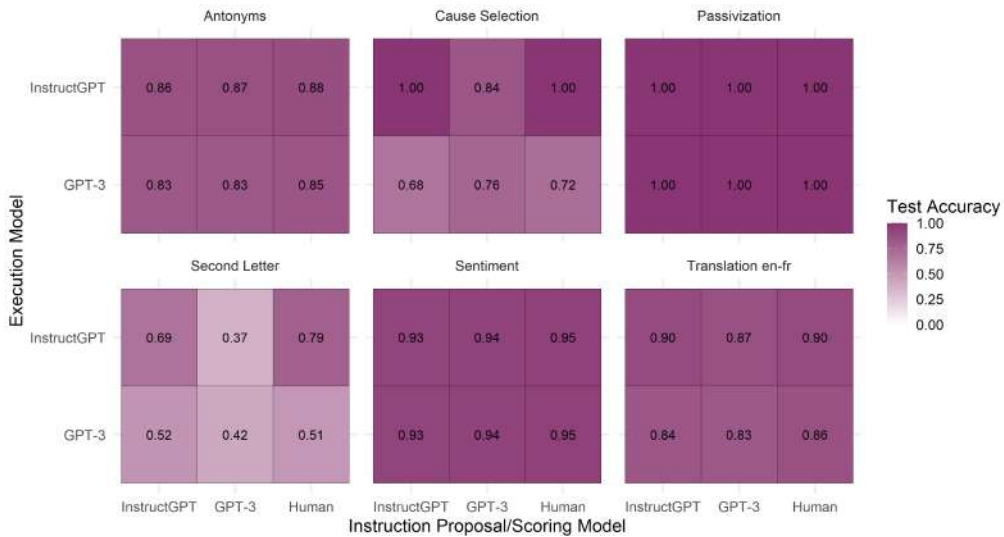 Antonyms Cause Selection Passivization
InstructGPT 0.86 0.87 0.88 1.00 0.84 1.00 1.00 1.00 1.00
GPT-3 0.83 0.83 0.85 0.68 0.76 0.72 1.00 1.00 1.00
Execution Model
Test Accuracy
1.00
0.75
0.50
0.25
0.00
Second Letter Sentiment Translation en-fr
InstructGPT 0.69 0.37 0.79 0.93 0.94 0.95 0.90 0.87 0.90
GPT-3 0.52 0.42 0.51 0.93 0.94 0.95 0.84 0.83 0.86
InstructGPT GPT-3 Human InstructGPT GPT-3 Human InstructGPT GPT-3 Human
Instruction Proposal/Scoring Model